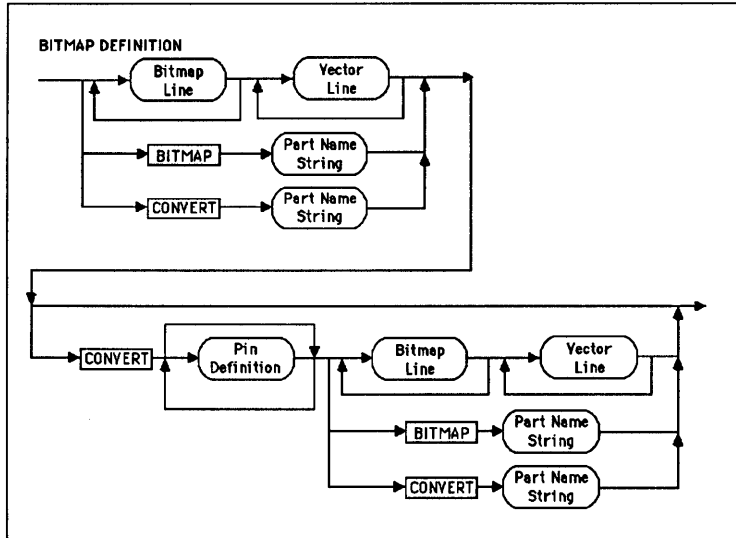 BITMAP DEFINITION
Bitmap
Line
Vector
Line
BITMAP
Part Name
String
CONVERT
Part Name
String
CONVERT
Pin
Definition
Bitmap
Line
Vector
Line
BITMAP
Part Name
String
CONVERT
Part Name
String